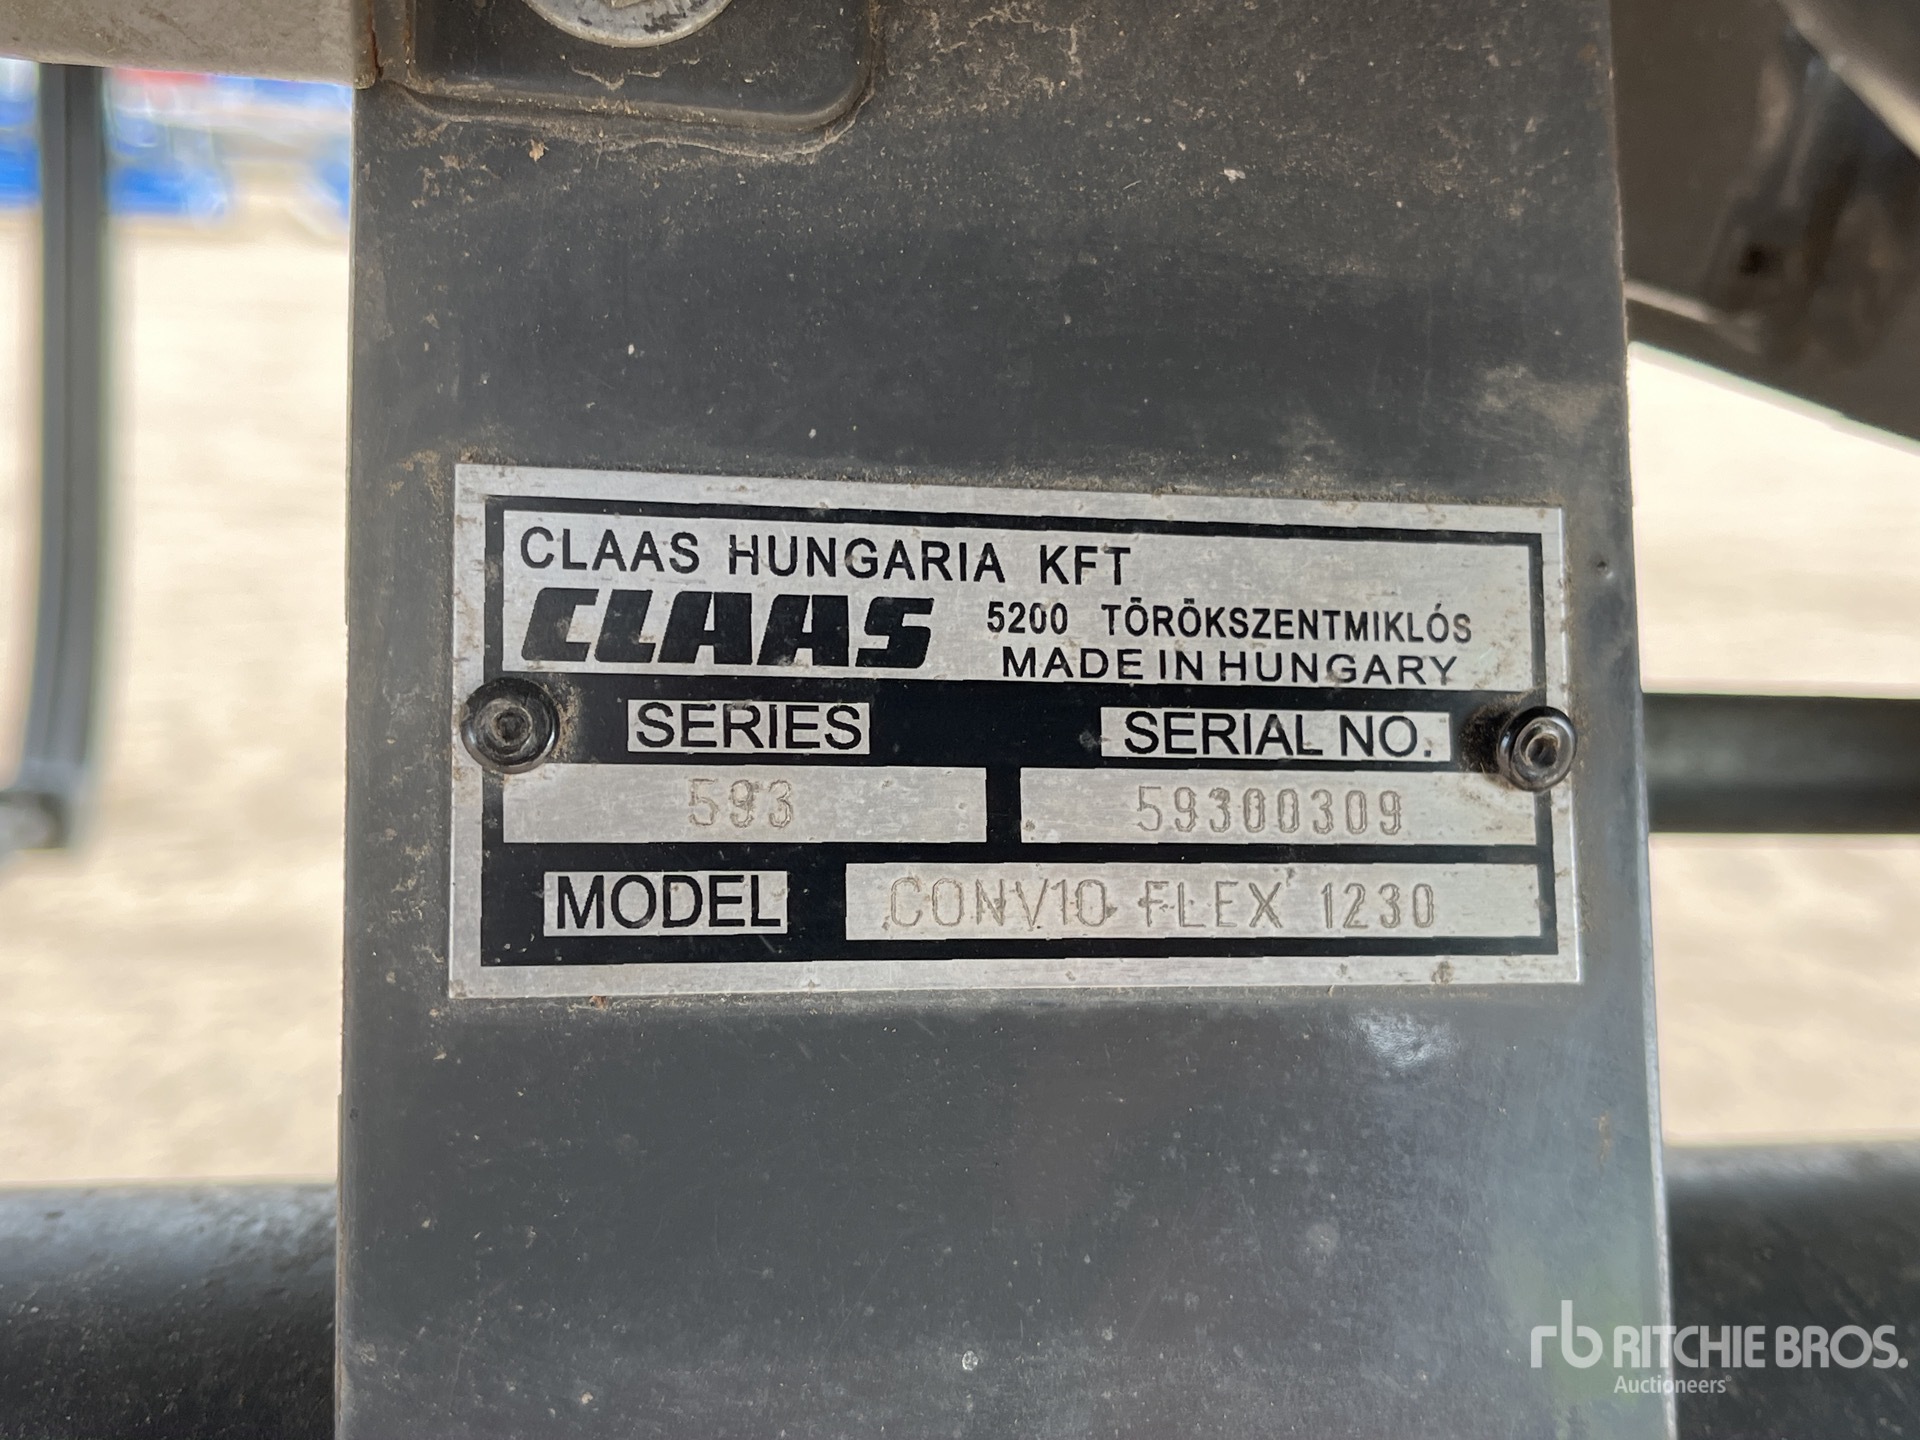 CLAAS HUNGARIA KFT
CLAAS
5200 TÖRÖKSZENTMIKLÓS
MADE IN HUNGARY
SERIES
SERIAL NO.
593
59300309
MODEL
CONVIO FLEX 1230
rb RITCHIE BROS.
Auctioneers